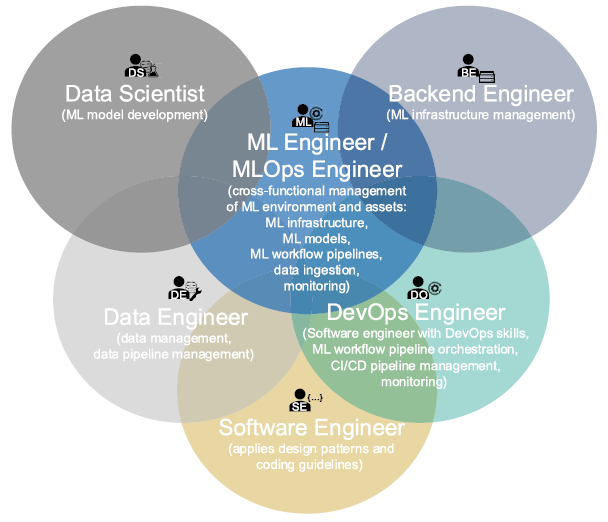 DS
Data Scientist
(ML model development)
BE
Backend Engineer
(ML infrastructure management)
ML
ML Engineer /
MLOps Engineer
(cross-functional management
of ML environment and assets:
ML infrastructure,
ML models,
ML workflow pipelines,
data ingestion,
monitoring)
DE
Data Engineer
(data management,
data pipeline management)
DO
DevOps Engineer
(Software engineer with DevOps skills,
ML workflow pipeline orchestration,
CI/CD pipeline management,
monitoring)
{...}
SE
Software Engineer
(applies design patterns and
coding guidelines)